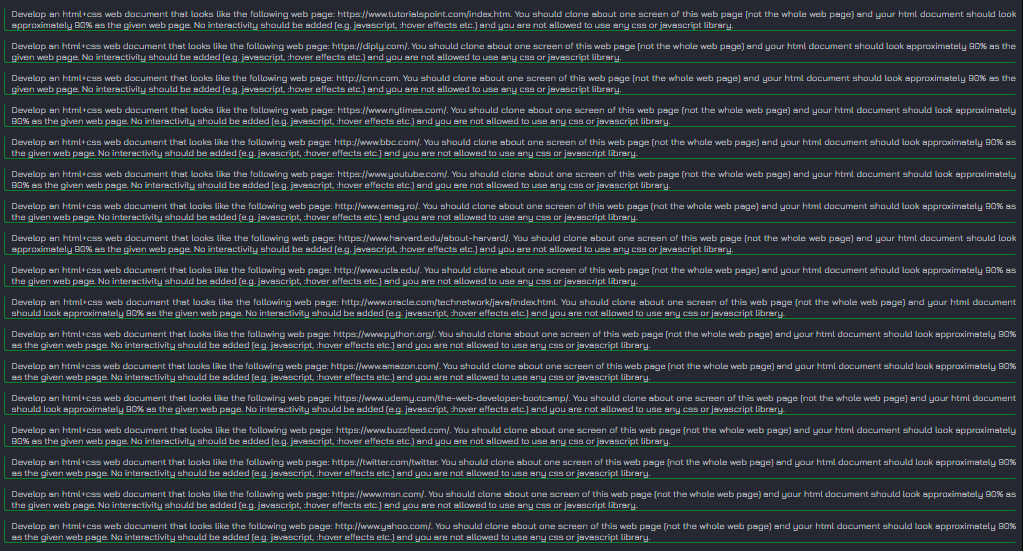 Develop an html+css web document that looks like the following web page: https://www.tutorialspoint.com/index.htm. You should clone about one screen of this web page (not the whole web page) and your html document should look
approximately 90% as the given web page. No interactivity should be added (e.g. javascript, :hover effects etc.) and you are not allowed to use any css or javascript library.
Develop an html+css web document that looks like the following web page: https://diply.com/. You should clone about one screen of this web page (not the whole web page) and your html document should look approximately 90% as the
given web page. No interactivity should be added (e.g. javascript, :hover effects etc.) and you are not allowed to use any css or javascript library.
Develop an html+css web document that looks like the following web page: http://cnn.com. You should clone about one screen of this web page (not the whole web page) and your html document should look approximately 90% as the
given web page. No interactivity should be added (e.g. javascript, :hover effects etc.) and you are not allowed to use any css or javascript library.
Develop an html+css web document that looks like the following web page: https://www.nytimes.com/. You should clone about one screen of this web page (not the whole web page) and your html document should look approximately
90% as the given web page. No interactivity should be added (e.g. javascript, :hover effects etc.) and you are not allowed to use any css or javascript library.
Develop an html+css web document that looks like the following web page: http://www.bbc.com/. You should clone about one screen of this web page (not the whole web page) and your html document should look approximately 90% as
the given web page. No interactivity should be added (e.g. javascript, :hover effects etc.) and you are not allowed to use any css or javascript library.
Develop an html+css web document that looks like the following web page: https://www.youtube.com/. You should clone about one screen of this web page (not the whole web page) and your html document should look approximately
90% as the given web page. No interactivity should be added (e.g. javascript, :hover effects etc.) and you are not allowed to use any css or javascript library.
Develop an html+css web document that looks like the following web page: http://www.emag.ro/. You should clone about one screen of this web page (not the whole web page) and your html document should look approximately 90% as
the given web page. No interactivity should be added (e.g. javascript, :hover effects etc.) and you are not allowed to use any css or javascript library.
Develop an html+css web document that looks like the following web page: https://www.harvard.edu/about-harvard/. You should clone about one screen of this web page (not the whole web page) and your html document should look
approximately 90% as the given web page. No interactivity should be added (e.g. javascript, :hover effects etc.) and you are not allowed to use any css or javascript library.
Develop an html+css web document that looks like the following web page: http://www.ucla.edu/. You should clone about one screen of this web page (not the whole web page) and your html document should look approximately 90% as
the given web page. No interactivity should be added (e.g. javascript, :hover effects etc.) and you are not allowed to use any css or javascript library.
Develop an html+css web document that looks like the following web page: http://www.oracle.com/technetwork/java/index.html. You should clone about one screen of this web page (not the whole web page) and your html document
should look approximately 90% as the given web page. No interactivity should be added (e.g. javascript, :hover effects etc.) and you are not allowed to use any css or javascript library.
Develop an html+css web document that looks like the following web page: https://www.python.org/. You should clone about one screen of this web page (not the whole web page) and your html document should look approximately 90%
as the given web page. No interactivity should be added (e.g. javascript, :hover effects etc.) and you are not allowed to use any css or javascript library.
Develop an html+css web document that looks like the following web page: https://www.amazon.com/. You should clone about one screen of this web page (not the whole web page) and your html document should look approximately 90%
as the given web page. No interactivity should be added (e.g. javascript, :hover effects etc.) and you are not allowed to use any css or javascript library.
Develop an html+css web document that looks like the following web page: https://www.udemy.com/the-web-developer-bootcamp/. You should clone about one screen of this web page (not the whole web page) and your html document
should look approximately 90% as the given web page. No interactivity should be added (e.g. javascript, :hover effects etc.) and you are not allowed to use any css or javascript library.
Develop an html+css web document that looks like the following web page: https://www.buzzfeed.com/. You should clone about one screen of this web page (not the whole web page) and your html document should look approximately
90% as the given web page. No interactivity should be added (e.g. javascript, :hover effects etc.) and you are not allowed to use any css or javascript library.
Develop an html+css web document that looks like the following web page: https://twitter.com/twitter. You should clone about one screen of this web page (not the whole web page) and your html document should look approximately 90%
as the given web page. No interactivity should be added (e.g. javascript, :hover effects etc.) and you are not allowed to use any css or javascript library.
Develop an html+css web document that looks like the following web page: https://www.msn.com/. You should clone about one screen of this web page (not the whole web page) and your html document should look approximately 90% as
the given web page. No interactivity should be added (e.g. javascript, :hover effects etc.) and you are not allowed to use any css or javascript library.
Develop an html+css web document that looks like the following web page: http://www.yahoo.com/. You should clone about one screen of this web page (not the whole web page) and your html document should look approximately 90%
as the given web page. No interactivity should be added (e.g. javascript, :hover effects etc.) and you are not allowed to use any css or javascript library.